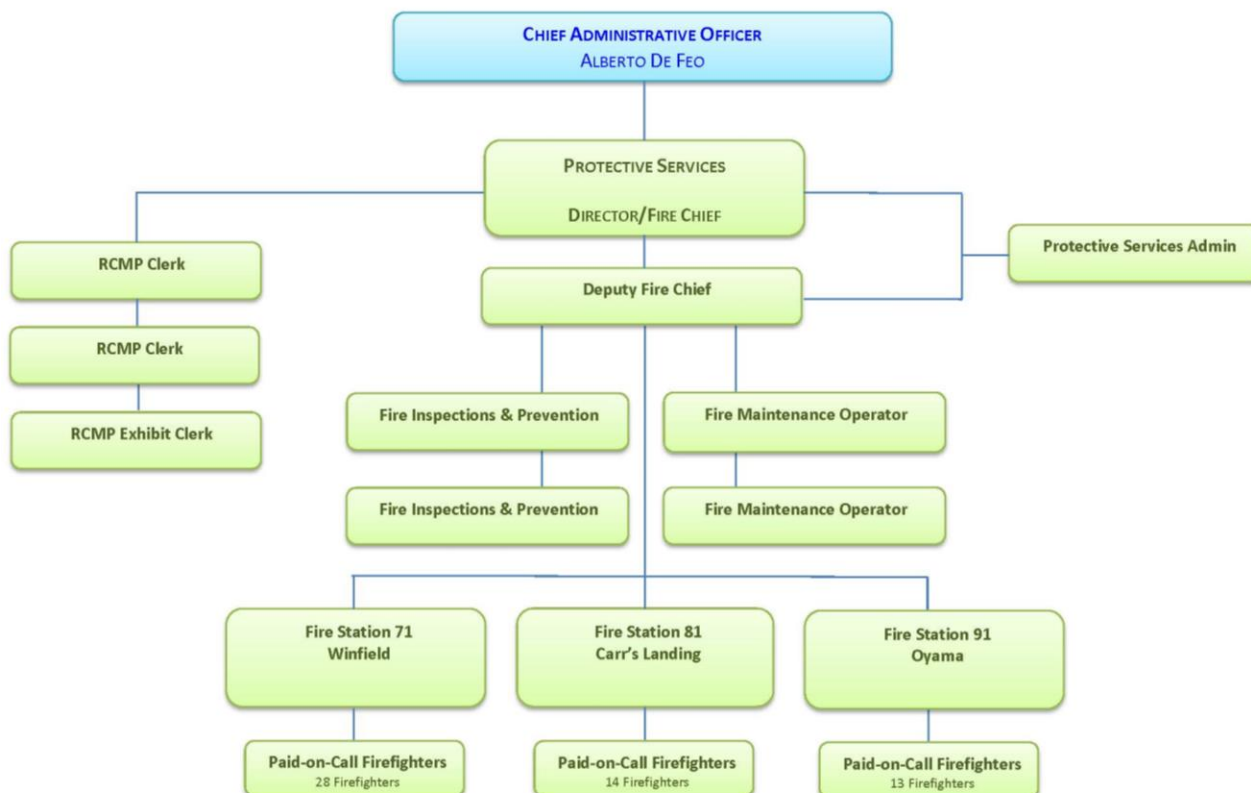 CHIEF ADMINISTRATIVE OFFICER
ALBERTO DE FEO
PROTECTIVE SERVICES
DIRECTOR/FIRE CHIEF
Protective Services Admin
RCMP Clerk
Deputy Fire Chief
RCMP Clerk
RCMP Exhibit Clerk
Fire Inspections & Prevention
Fire Maintenance Operator
Fire Inspections & Prevention
Fire Maintenance Operator
Fire Station 71
Winfield
Fire Station 81
Carr's Landing
Fire Station 91
Oyama
Paid-on-Call Firefighters
28 Firefighters
Paid-on-Call Firefighters
14 Firefighters
Paid-on-Call Firefighters
13 Firefighters